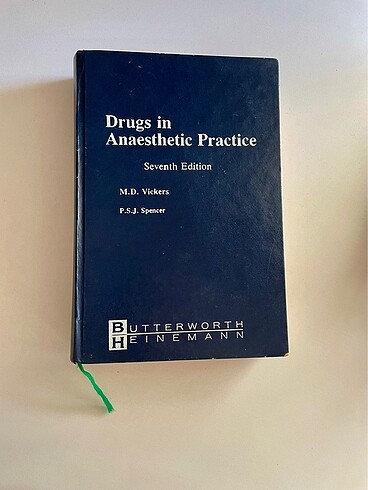 Drugs in
Anaesthetic Practice
Seventh Edition
M.D. Vickers
P.S.J. Spencer
BUTTERWORTH
HEINEMANN